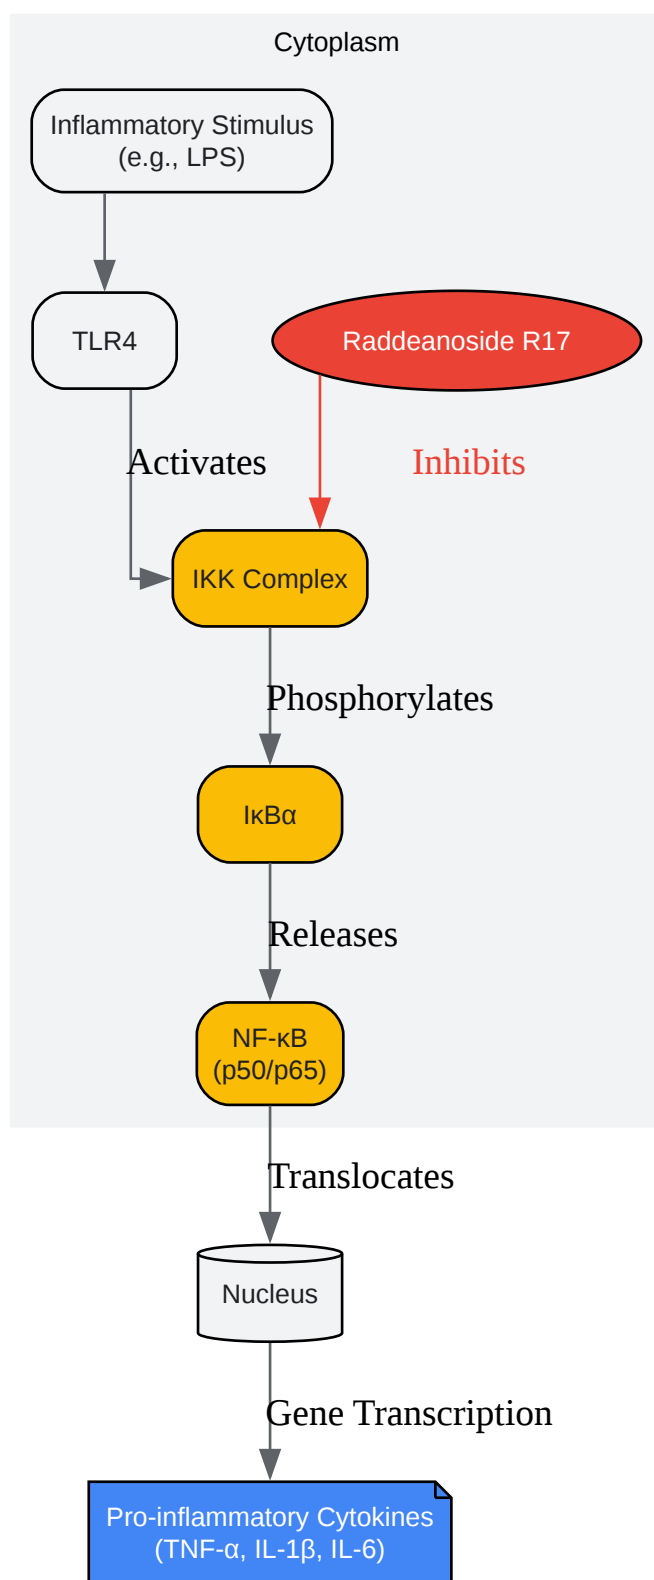 Cytoplasm
Inflammatory Stimulus
(e.g., LPS)
TLR4
Raddeanoside R17
Activates
Inhibits
IKK Complex
Phosphorylates
IκBα
Releases
NF-κB
(p50/p65)
Translocates
Nucleus
Gene Transcription
Pro-inflammatory Cytokines
(TNF-α, IL-1β, IL-6)